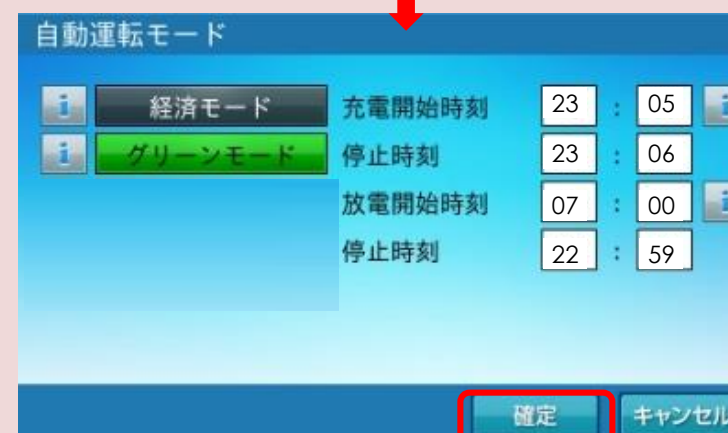 自動運転モード
i 経済モード 充電開始時刻 23 : 05 i
i グリーンモード 停止時刻 23 : 06
放電開始時刻 07 : 00 i
停止時刻 22 : 59
確定 キャンセル